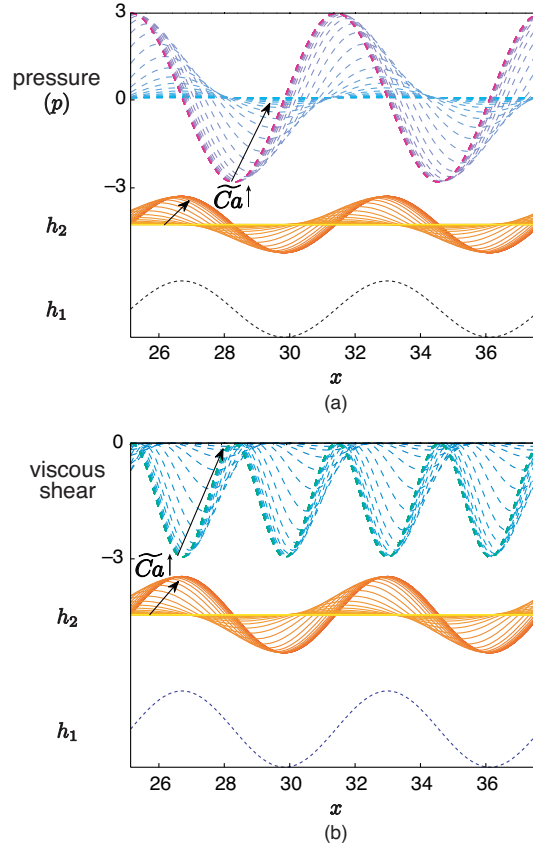 3
pressure
(p)
0
−3
C̃a↑
h₂
h₁
26 28 30 32 34 36
x
(a)
0
viscous
shear
−3
C̃a↑
h₂
h₁
26 28 30 32 34 36
x
(b)